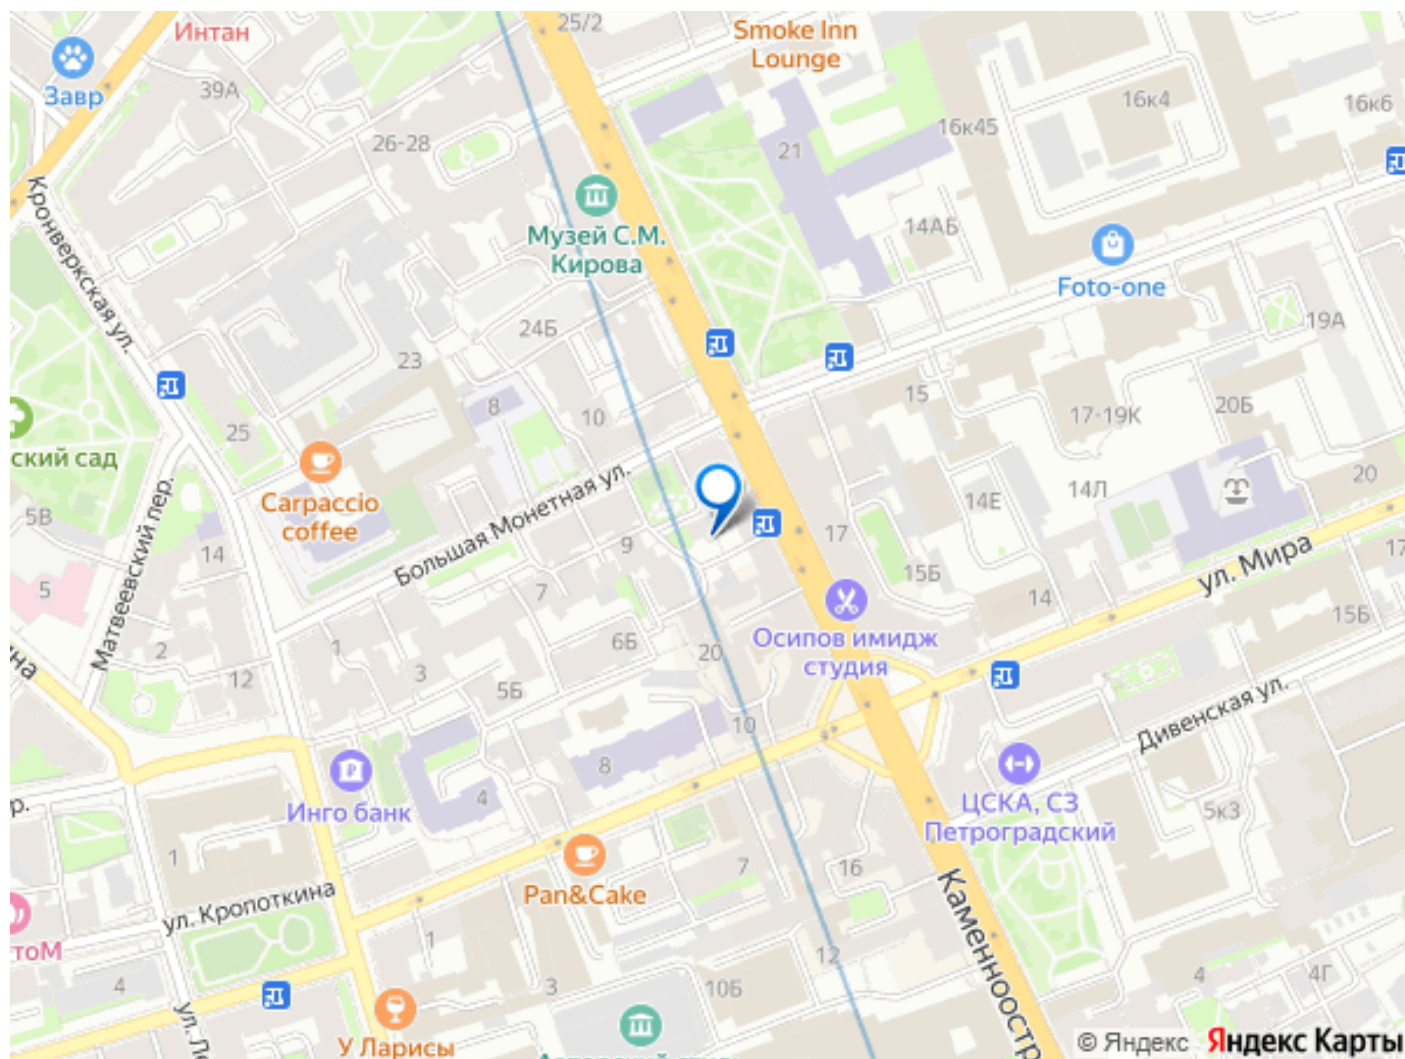 25/2
Smoke Inn
Lounge
Интан
Завр
39А
26-28
16к4
16к6
16к45
21
Кронверкская ул.
Музей С.М.
Кирова
14АБ
Foto-one
24Б
19А
23
8
10
15
17-19К
20Б
25
ский сад
Carpaccio
coffee
Большая Монетная ул.
14Е
14Л
20
5В
Матвеевский пер.
14
9
17
5
7
15Б
14
ул. Мира
17
15Б
1
2
3
6Б
20
Осипов имидж
студия
12
5Б
10
Дивенская ул.
8
Инго банк
4
ЦСКА, СЗ
Петроградский
5к3
р.
1
Pan&Cake
7
16
ул. Кропоткина
Каменноостр
тоМ
1
12
4
3
10Б
4
4Г
ул. Ле
У Ларисы
© Яндекс Яндекс Карты